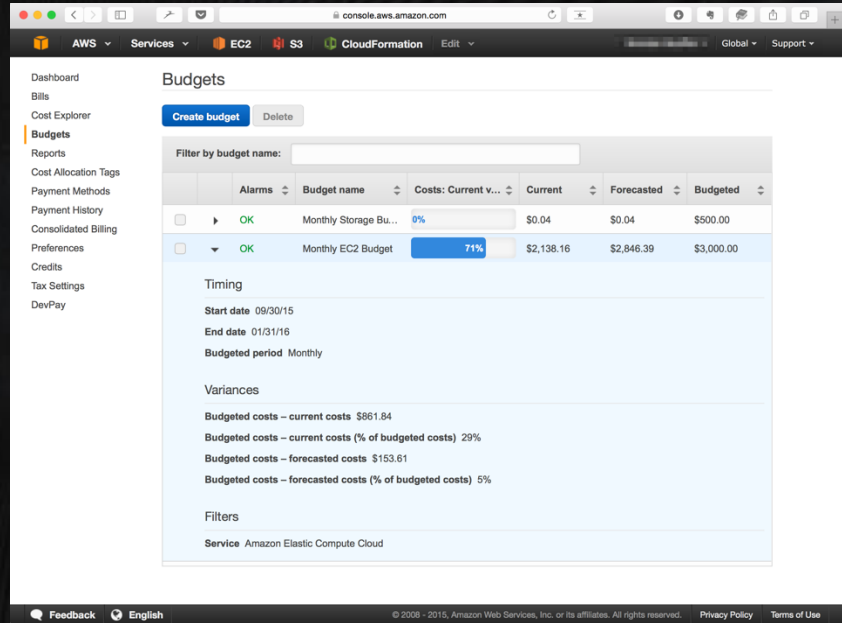 console.aws.amazon.com
AWS Services EC2 S3 CloudFormation Edit Global Support
Dashboard
Bills
Cost Explorer
Budgets
Reports
Cost Allocation Tags
Payment Methods
Payment History
Consolidated Billing
Preferences
Credits
Tax Settings
DevPay
Budgets
Create budget Delete
Filter by budget name:
Alarms Budget name Costs: Current v... Current Forecasted Budgeted
OK Monthly Storage Bu... 0% $0.04 $0.04 $500.00
OK Monthly EC2 Budget 71% $2,138.16 $2,846.39 $3,000.00
Timing
Start date 09/30/15
End date 01/31/16
Budgeted period Monthly
Variances
Budgeted costs – current costs $861.84
Budgeted costs – current costs (% of budgeted costs) 29%
Budgeted costs – forecasted costs $153.61
Budgeted costs – forecasted costs (% of budgeted costs) 5%
Filters
Service Amazon Elastic Compute Cloud
Feedback English © 2008 - 2015, Amazon Web Services, Inc. or its affiliates. All rights reserved. Privacy Policy Terms of Use